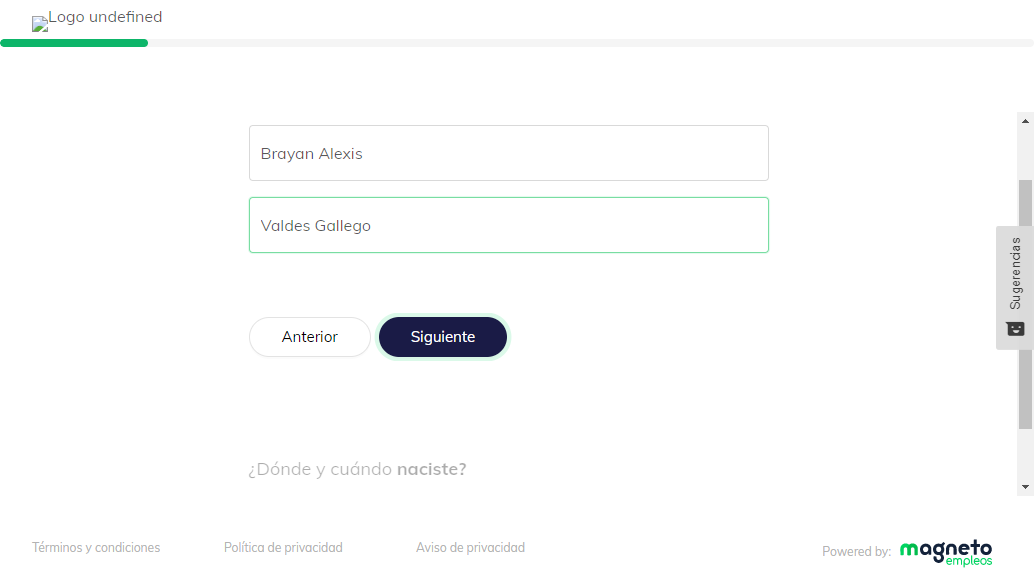 Logo undefined
Brayan Alexis
Valdes Gallego
Anterior
Siguiente
Sugerencias
¿Dónde y cuándo naciste?
Términos y condiciones
Política de privacidad
Aviso de privacidad
Powered by:
magneto
empleos